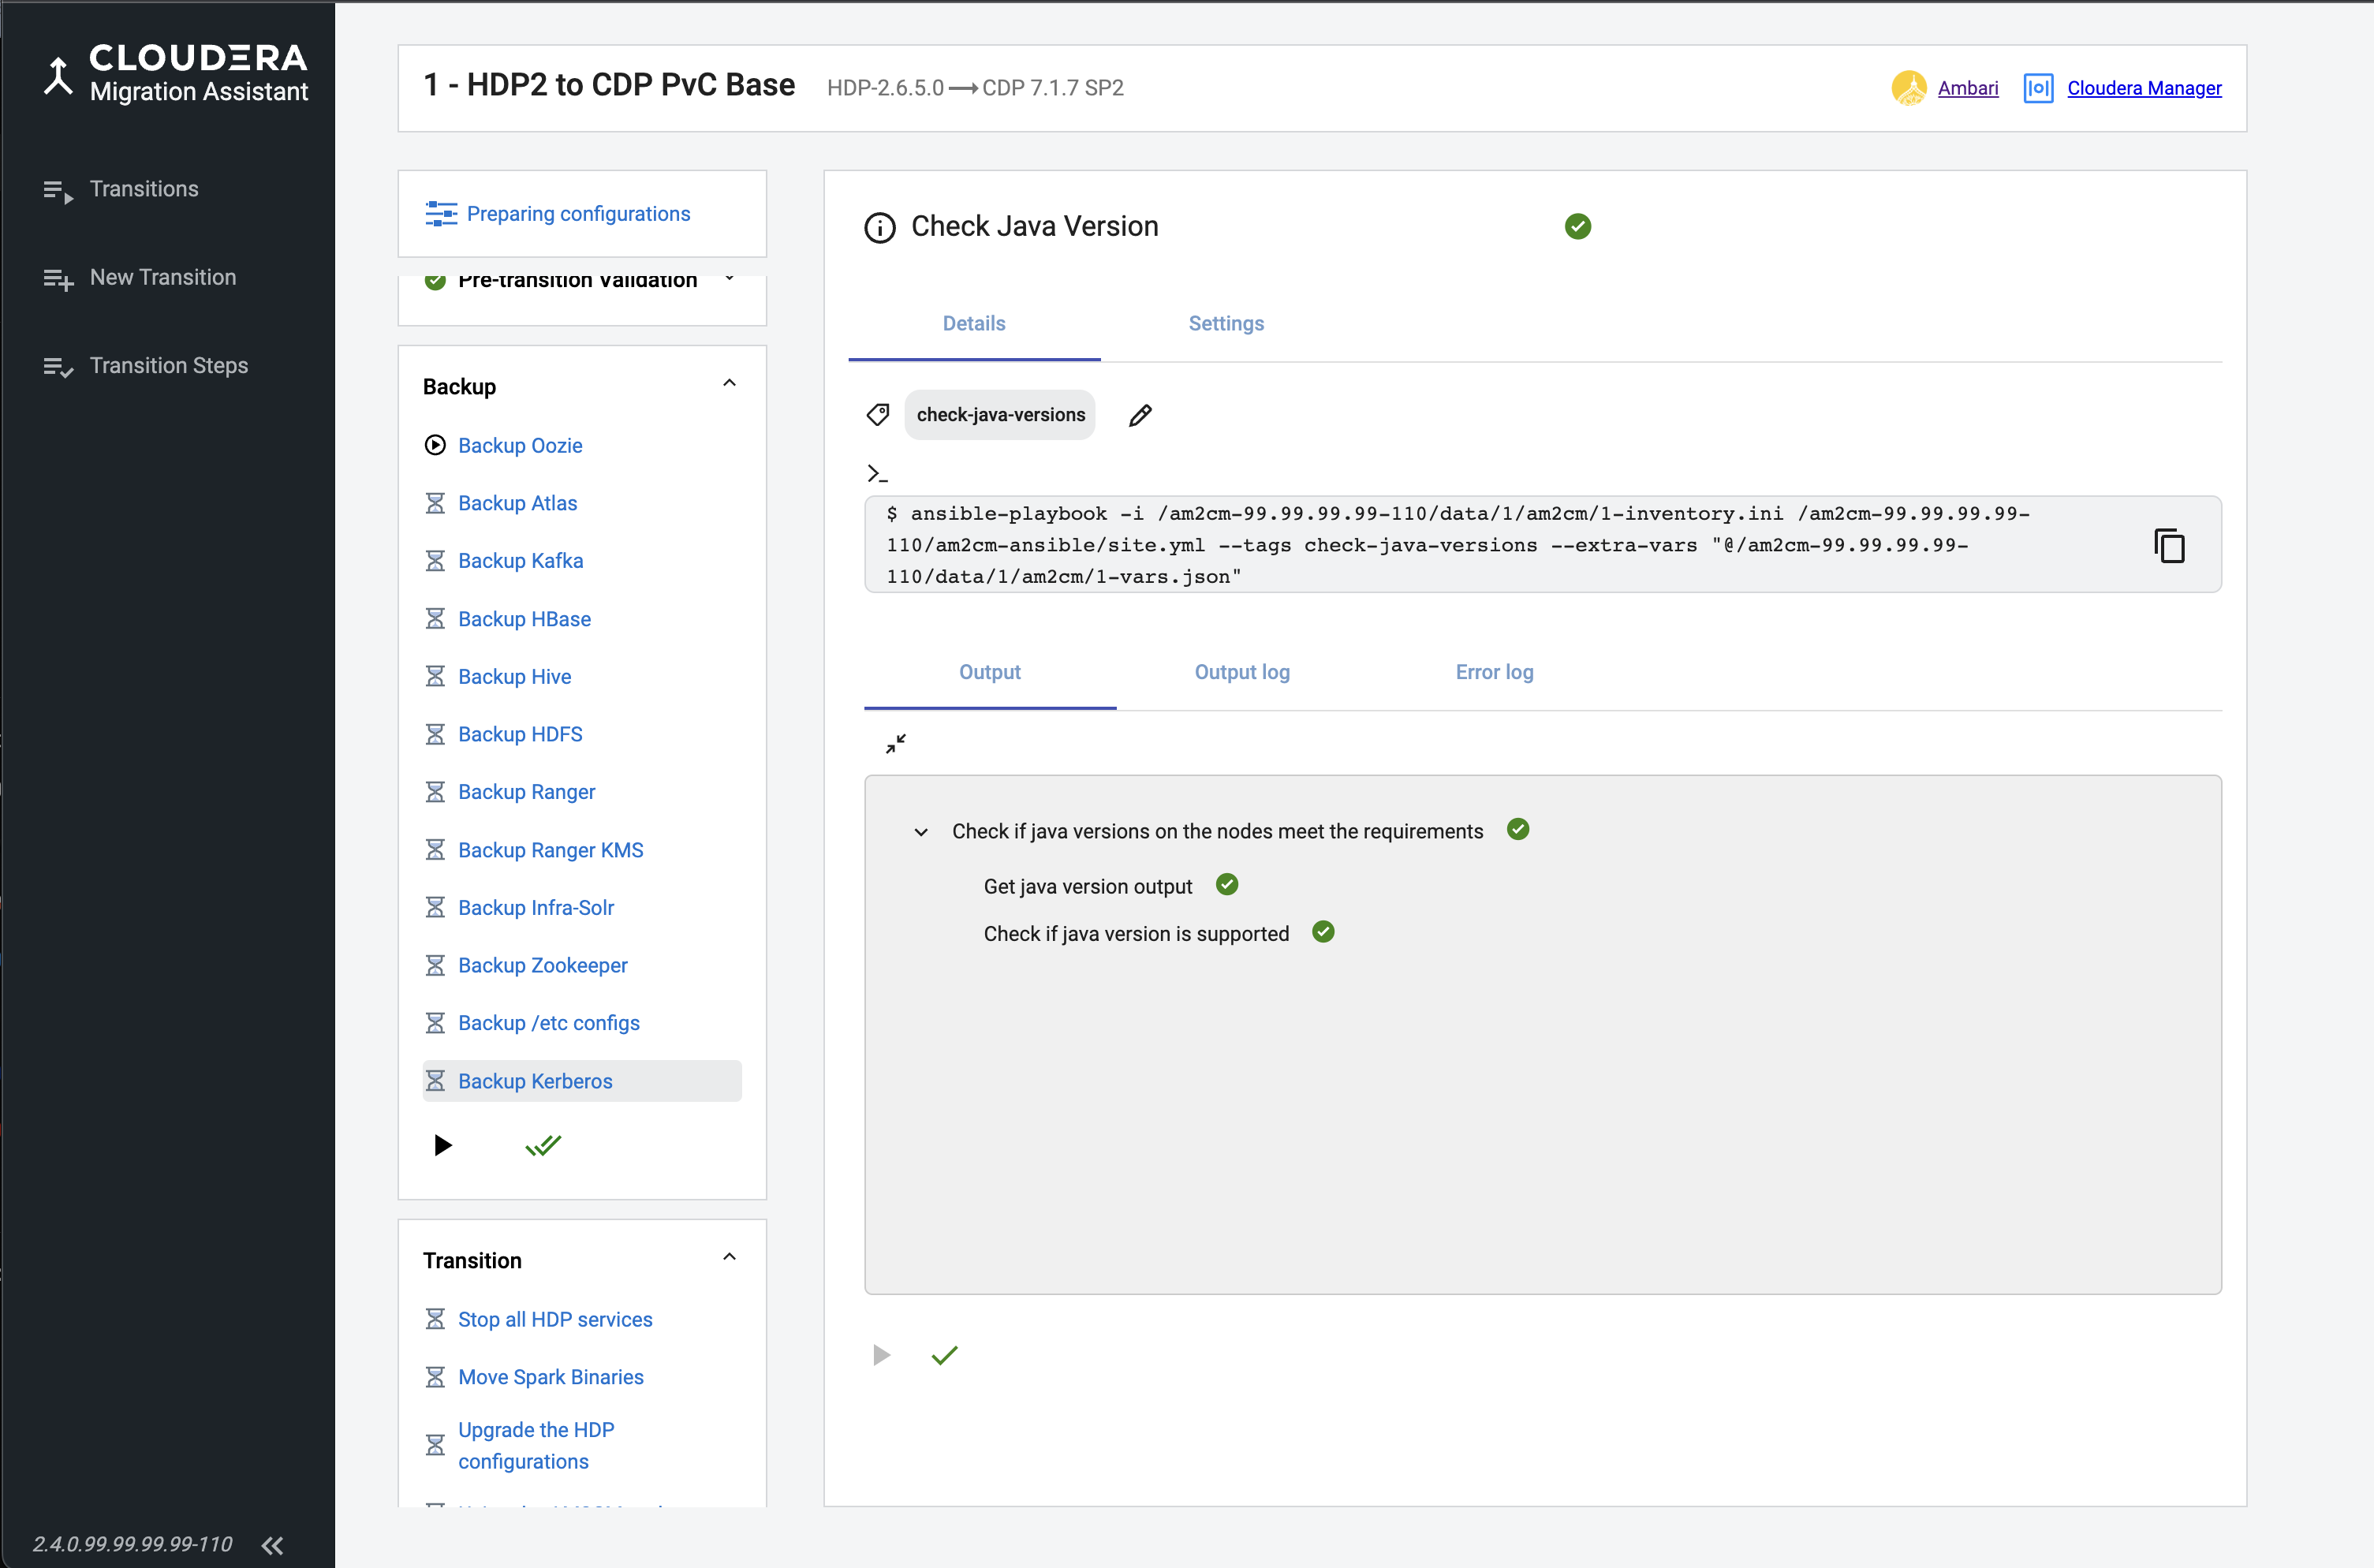 CLOUDERA
Migration Assistant
Transitions
New Transition
Transition Steps
2.4.0.99.99.99.99-110
1 - HDP2 to CDP PvC Base
HDP-2.6.5.0 ⟶ CDP 7.1.7 SP2
Ambari
Cloudera Manager
Preparing configurations
Pre-transition Validation
Backup
Backup Oozie
Backup Atlas
Backup Kafka
Backup HBase
Backup Hive
Backup HDFS
Backup Ranger
Backup Ranger KMS
Backup Infra-Solr
Backup Zookeeper
Backup /etc configs
Backup Kerberos
Transition
Stop all HDP services
Move Spark Binaries
Upgrade the HDP
configurations
Check Java Version
Details
Settings
check-java-versions
>_
$ ansible-playbook -i /am2cm-99.99.99.99-110/data/1/am2cm/1-inventory.ini /am2cm-99.99.99.99-
110/am2cm-ansible/site.yml --tags check-java-versions --extra-vars "@/am2cm-99.99.99.99-
110/data/1/am2cm/1-vars.json"
Output
Output log
Error log
Check if java versions on the nodes meet the requirements
Get java version output
Check if java version is supported